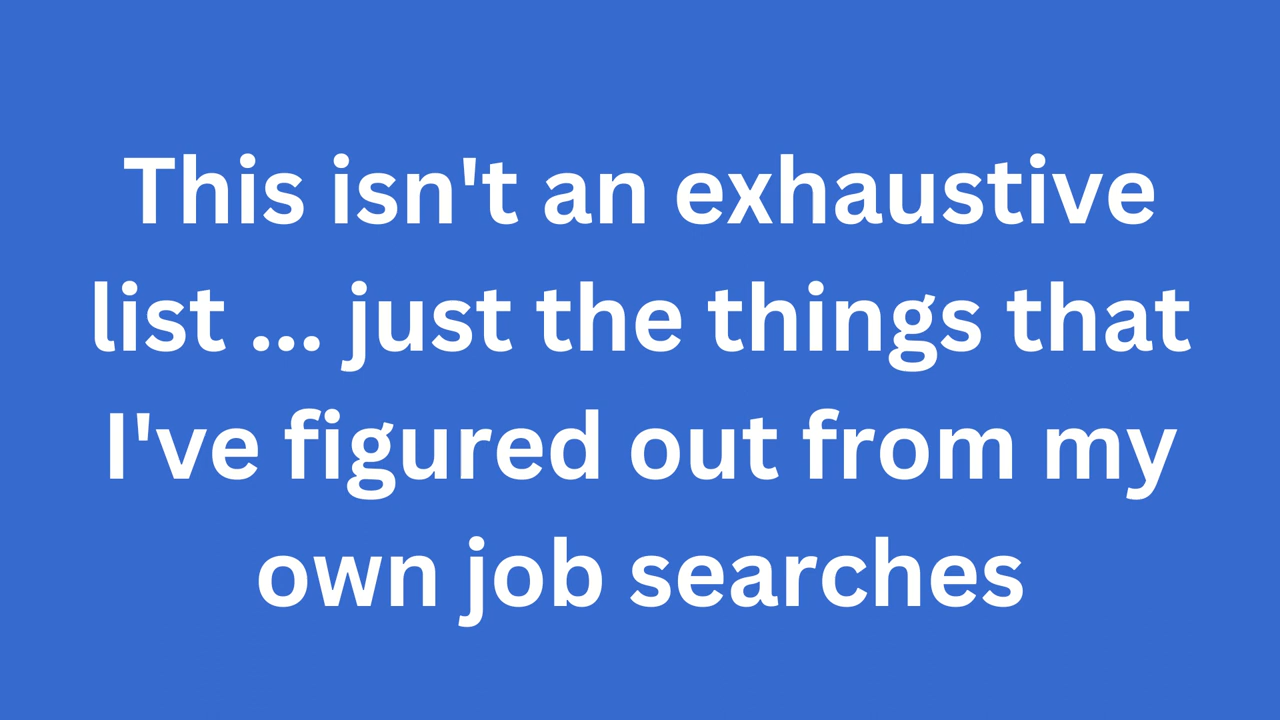 This isn't an exhaustive
list ... just the things that
I've figured out from my
own job searches